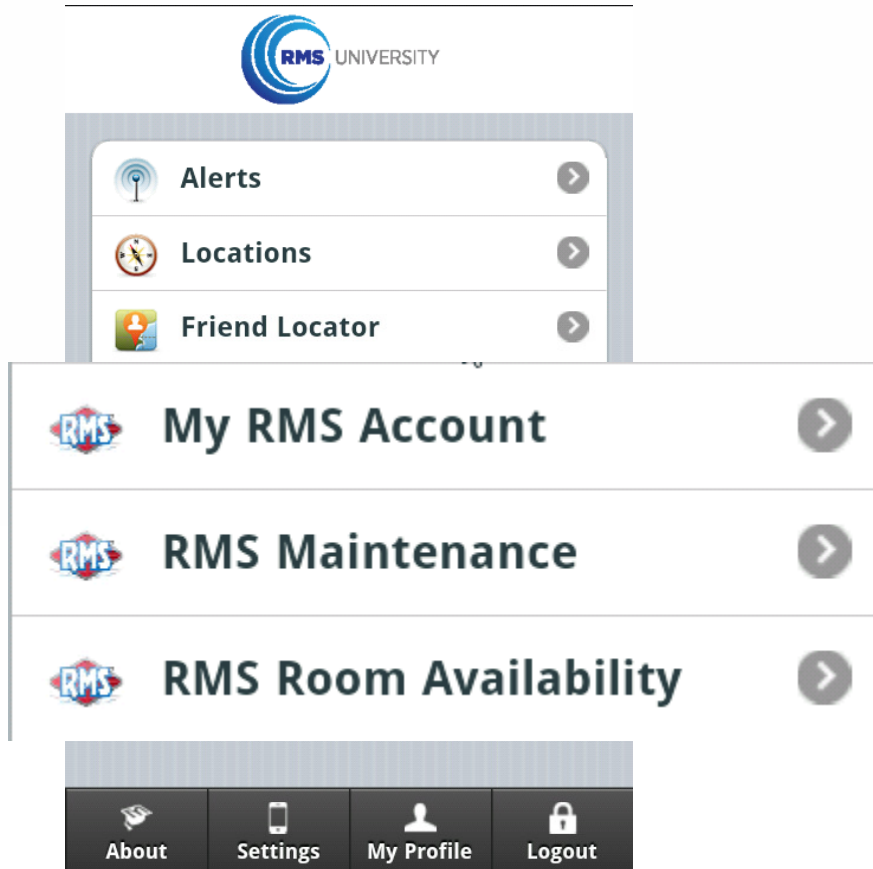 RMS UNIVERSITY
Alerts
Locations
Friend Locator
RMS My RMS Account
RMS RMS Maintenance
RMS RMS Room Availability
About Settings My Profile Logout